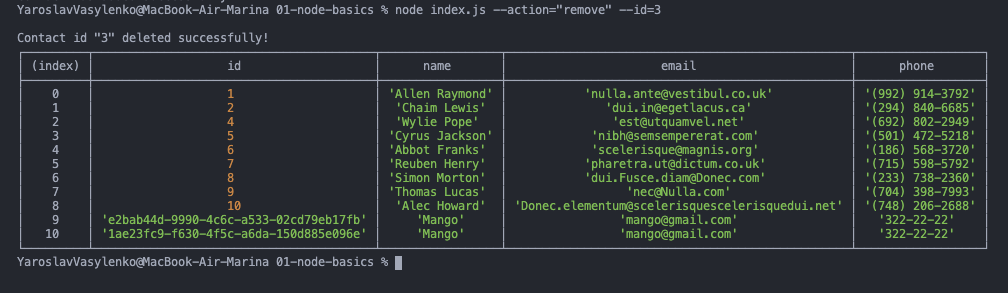 YaroslavVasylenko@MacBook-Air-Marina 01-node-basics % node index.js --action="remove" --id=3
Contact id "3" deleted successfully!
(index) id name email phone
0 1 'Allen Raymond' 'nulla.ante@vestibul.co.uk' '(992) 914-3792'
1 2 'Chaim Lewis' 'dui.in@egetlacus.ca' '(294) 840-6685'
2 4 'Wylie Pope' 'est@utquamvel.net' '(692) 802-2949'
3 5 'Cyrus Jackson' 'nibh@semsempererat.com' '(501) 472-5218'
4 6 'Abbot Franks' 'scelerisque@magnis.org' '(186) 568-3720'
5 7 'Reuben Henry' 'pharetra.ut@dictum.co.uk' '(715) 598-5792'
6 8 'Simon Morton' 'dui.Fusce.diam@Donec.com' '(233) 738-2360'
7 9 'Thomas Lucas' 'nec@Nulla.com' '(704) 398-7993'
8 10 'Alec Howard' 'Donec.elementum@scelerisquescelerisquedui.net' '(748) 206-2688'
9 'e2bab44d-9990-4c6c-a533-02cd79eb17fb' 'Mango' 'mango@gmail.com' '322-22-22'
10 '1ae23fc9-f630-4f5c-a6da-150d885e096e' 'Mango' 'mango@gmail.com' '322-22-22'
YaroslavVasylenko@MacBook-Air-Marina 01-node-basics %